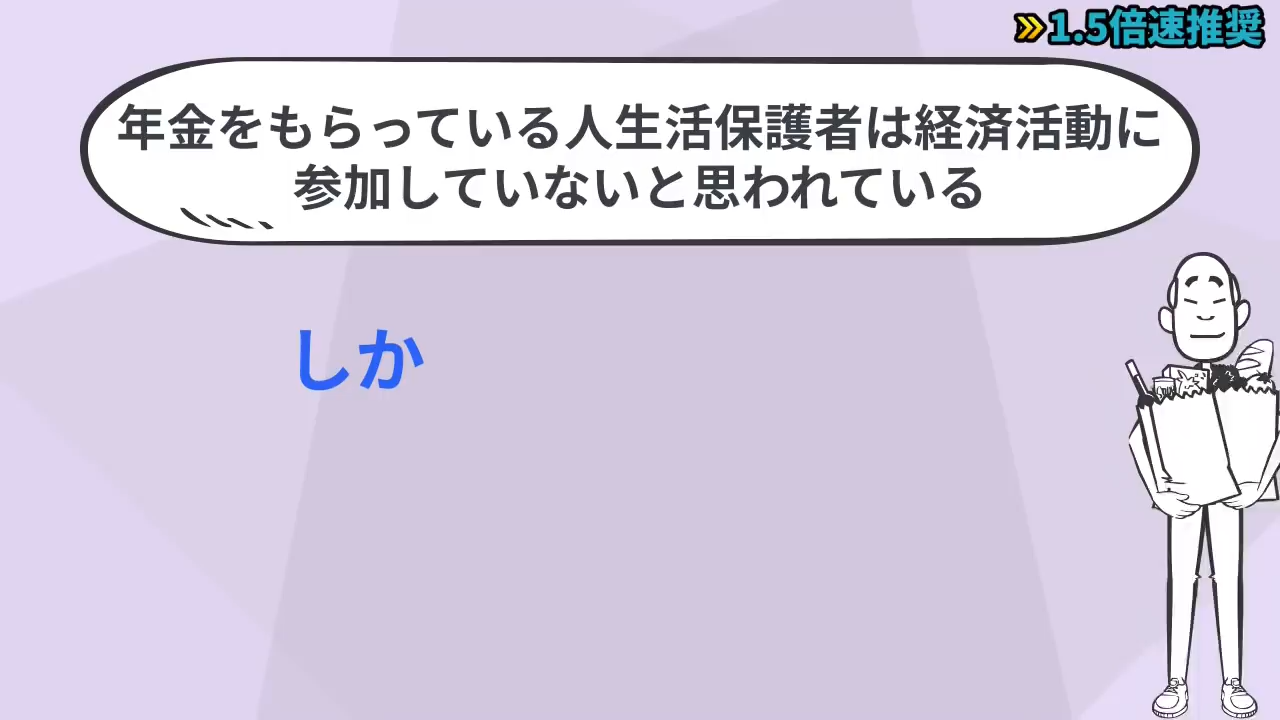 1.5倍速推奨
年金をもらっている人生活保護者は経済活動に
参加していないと思われている
しか